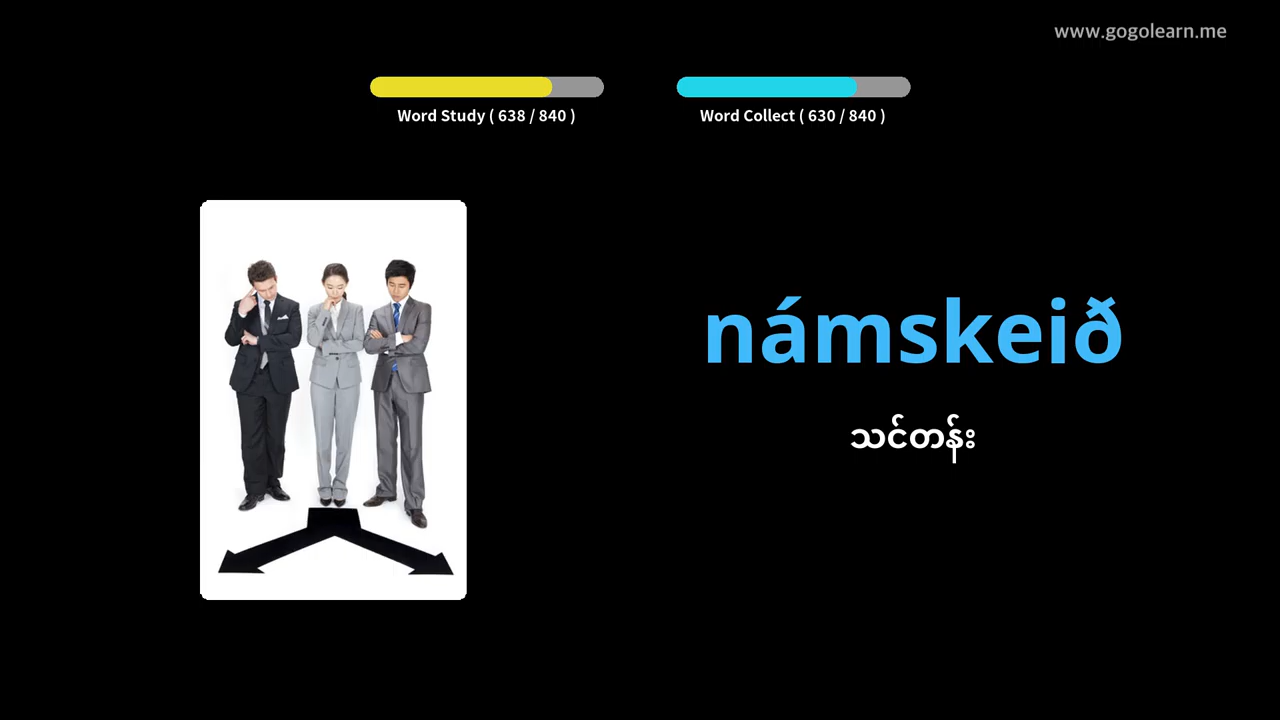 www.gogolearn.me
Word Study ( 638 / 840 )
Word Collect ( 630 / 840 )
námskeið
သင်တန်း